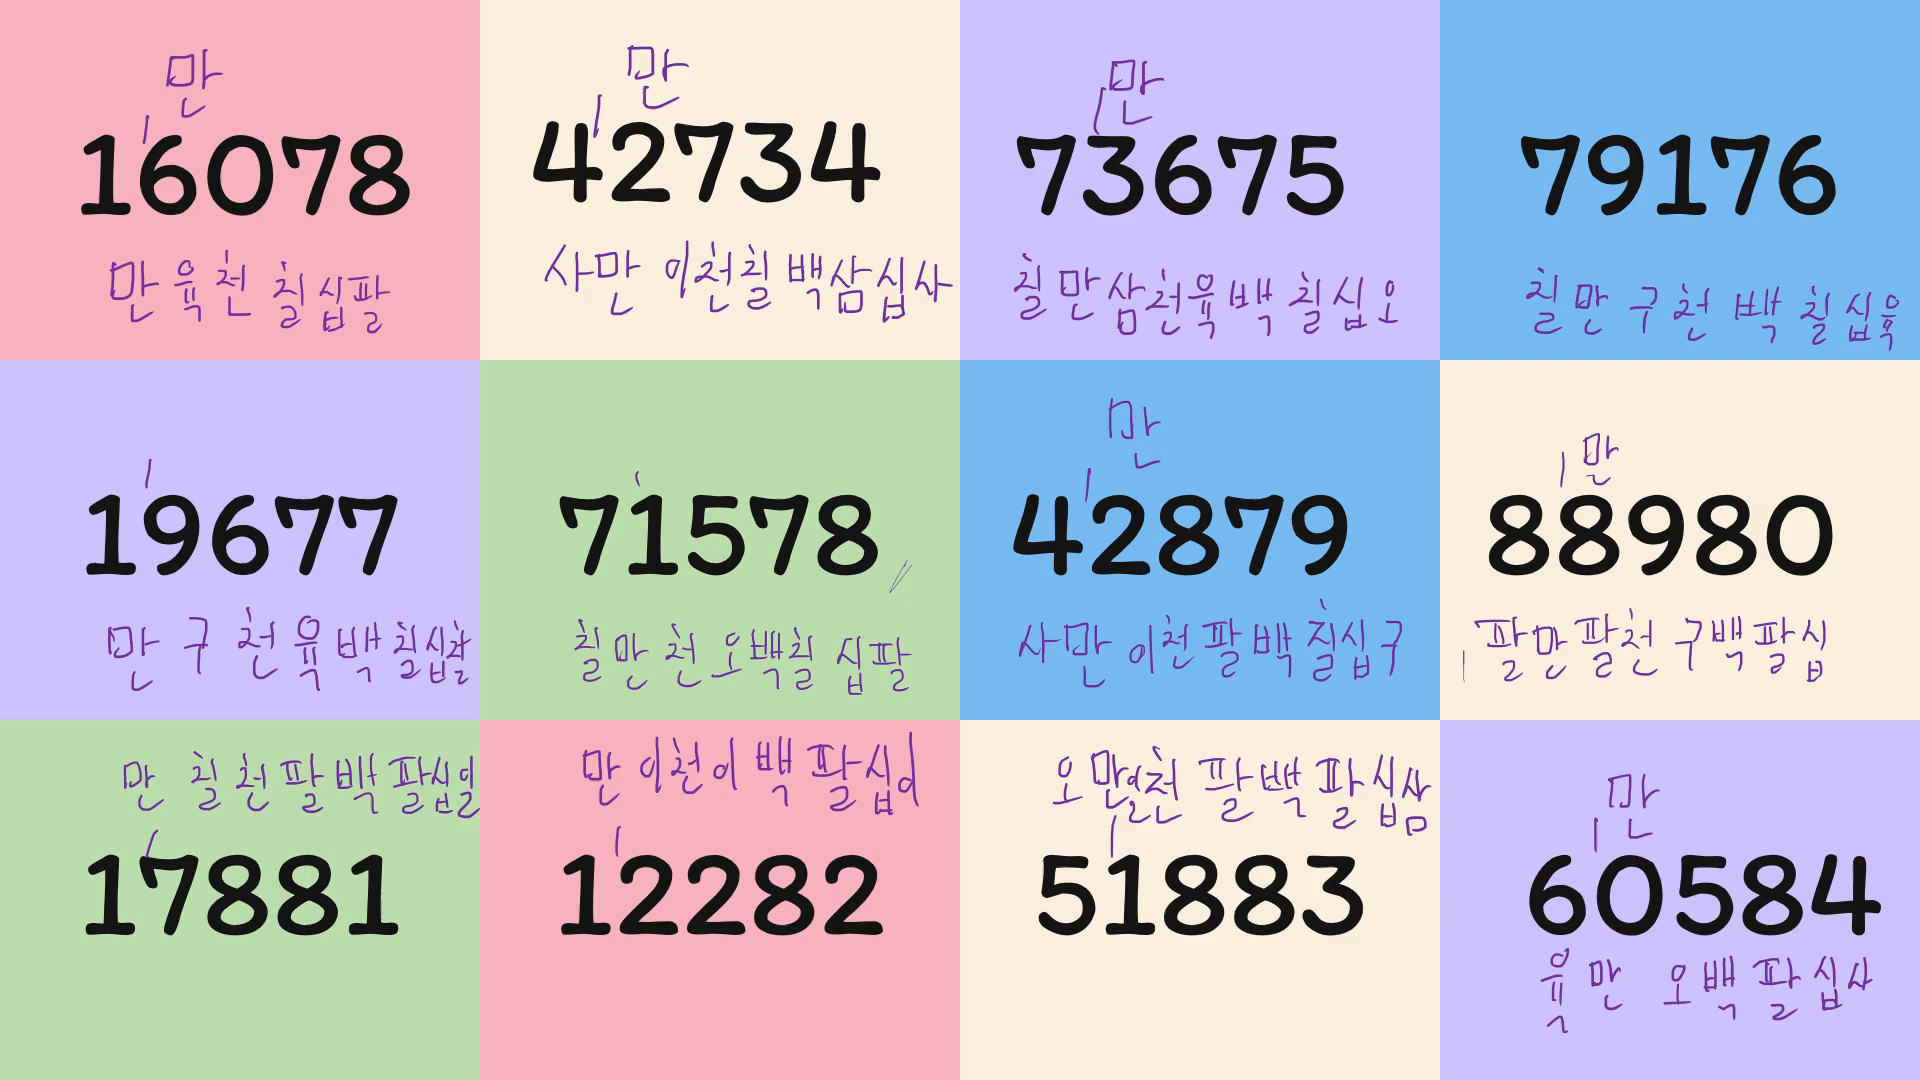 만
16078
만 육 천 칠 십 팔
만
42734
사만 이천칠 백삼십사
만
73675
칠 만 삼 천육 백 칠 십 오
79176
칠 만 구 천 백 칠 십육
19677
만 구 천 육 백 칠십칠
71578
칠 만 천 오백칠 십팔
만
42879
사만 이천 팔 백 칠십구
만
88980
팔만팔천 구백팔십
만 칠 천 팔 백 팔십일
17881
만 이천이 백 팔십이
12282
오 만일천 팔백 팔십삼
51883
만
60584
육 만 오백 팔 십사